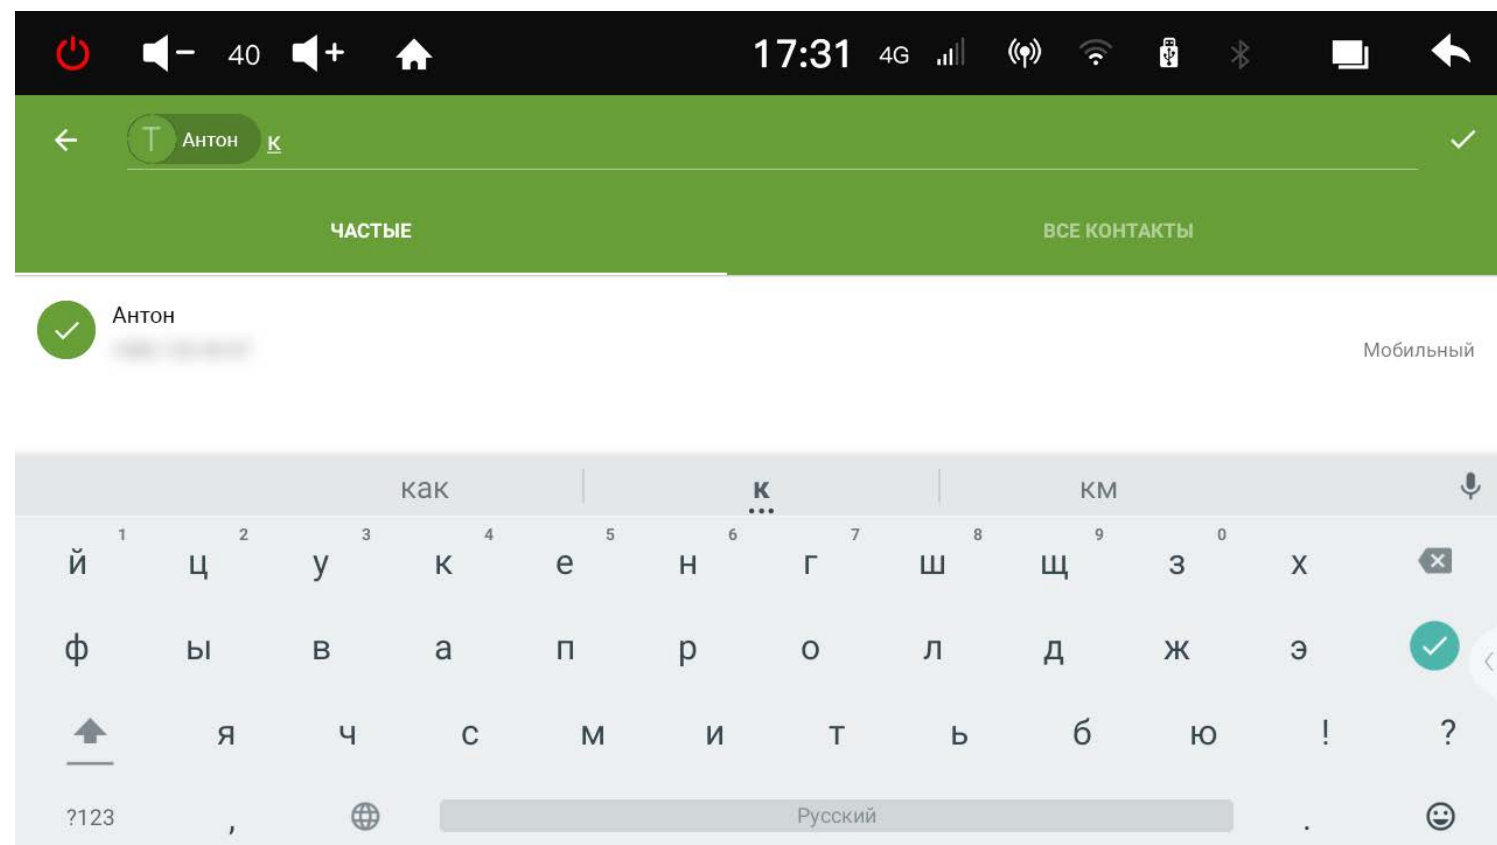 40 17:31 4G
T Антон к
ЧАСТЫЕ ВСЕ КОНТАКТЫ
Антон
Мобильный
как к км
1 2 3 4 5 6 7 8 9 0
й ц у к е н г ш щ з х
ф ы в а п р о л д ж э
я ч с м и т ь б ю ! ?
?123 , Русский .